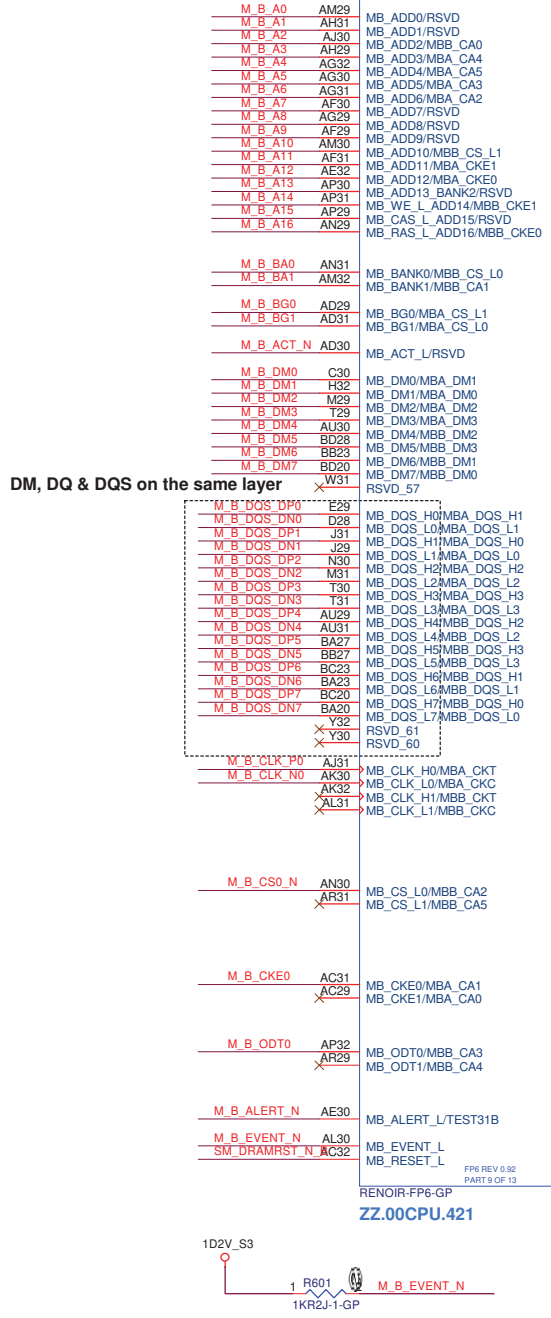 M_B_A0 AM29 MB_ADD0/RSVD
M_B_A1 AH31 MB_ADD1/RSVD
M_B_A2 AJ30 MB_ADD2/MBB_CA0
M_B_A3 AH29 MB_ADD3/MBA_CA4
M_B_A4 AG32 MB_ADD4/MBA_CA5
M_B_A5 AG30 MB_ADD5/MBA_CA3
M_B_A6 AG31 MB_ADD6/MBA_CA2
M_B_A7 AF30 MB_ADD7/RSVD
M_B_A8 AG29 MB_ADD8/RSVD
M_B_A9 AF29 MB_ADD9/RSVD
M_B_A10 AM30 MB_ADD10/MBB_CS_L1
M_B_A11 AF31 MB_ADD11/MBA_CKE1
M_B_A12 AE32 MB_ADD12/MBA_CKE0
M_B_A13 AP30 MB_ADD13_BANK2/RSVD
M_B_A14 AP31 MB_WE_L_ADD14/MBB_CKE1
M_B_A15 AP29 MB_CAS_L_ADD15/RSVD
M_B_A16 AN29 MB_RAS_L_ADD16/MBB_CKE0
M_B_BA0 AN31 MB_BANK0/MBB_CS_L0
M_B_BA1 AM32 MB_BANK1/MBB_CA1
M_B_BG0 AD29 MB_BG0/MBA_CS_L1
M_B_BG1 AD31 MB_BG1/MBA_CS_L0
M_B_ACT_N AD30 MB_ACT_L/RSVD
M_B_DM0 C30 MB_DM0/MBA_DM1
M_B_DM1 H32 MB_DM1/MBA_DM0
M_B_DM2 M29 MB_DM2/MBA_DM2
M_B_DM3 T29 MB_DM3/MBA_DM3
M_B_DM4 AU30 MB_DM4/MBB_DM2
M_B_DM5 BD28 MB_DM5/MBB_DM3
M_B_DM6 BB23 MB_DM6/MBB_DM1
M_B_DM7 BD20 MB_DM7/MBB_DM0
W31 RSVD_57
DM, DQ & DQS on the same layer
M_B_DQS_DP0 E29 MB_DQS_H0/MBA_DQS_H1
M_B_DQS_DN0 D28 MB_DQS_L0/MBA_DQS_L1
M_B_DQS_DP1 J31 MB_DQS_H1/MBA_DQS_H0
M_B_DQS_DN1 J29 MB_DQS_L1/MBA_DQS_L0
M_B_DQS_DP2 N30 MB_DQS_H2/MBA_DQS_H2
M_B_DQS_DN2 M31 MB_DQS_L2/MBA_DQS_L2
M_B_DQS_DP3 T30 MB_DQS_H3/MBA_DQS_H3
M_B_DQS_DN3 T31 MB_DQS_L3/MBA_DQS_L3
M_B_DQS_DP4 AU29 MB_DQS_H4/MBB_DQS_H2
M_B_DQS_DN4 AU31 MB_DQS_L4/MBB_DQS_L2
M_B_DQS_DP5 BA27 MB_DQS_H5/MBB_DQS_H3
M_B_DQS_DN5 BB27 MB_DQS_L5/MBB_DQS_L3
M_B_DQS_DP6 BC23 MB_DQS_H6/MBB_DQS_H1
M_B_DQS_DN6 BA23 MB_DQS_L6/MBB_DQS_L1
M_B_DQS_DP7 BC20 MB_DQS_H7/MBB_DQS_H0
M_B_DQS_DN7 BA20 MB_DQS_L7/MBB_DQS_L0
Y32 RSVD_61
Y30 RSVD_60
M_B_CLK_P0 AJ31 MB_CLK_H0/MBA_CKT
M_B_CLK_N0 AK30 MB_CLK_L0/MBA_CKC
AK32 MB_CLK_H1/MBB_CKT
AL31 MB_CLK_L1/MBB_CKC
M_B_CS0_N AN30 MB_CS_L0/MBB_CA2
AR31 MB_CS_L1/MBB_CA5
M_B_CKE0 AC31 MB_CKE0/MBA_CA1
AC29 MB_CKE1/MBA_CA0
M_B_ODT0 AP32 MB_ODT0/MBB_CA3
AR29 MB_ODT1/MBB_CA4
M_B_ALERT_N AE30 MB_ALERT_L/TEST31B
M_B_EVENT_N AL30 MB_EVENT_L
SM_DRAMRST_N_B AC32 MB_RESET_L
FP6 REV 0.92
PART 9 OF 13
RENOIR-FP6-GP
ZZ.00CPU.421
1D2V_S3
1 R601 M_B_EVENT_N
1KR2J-1-GP